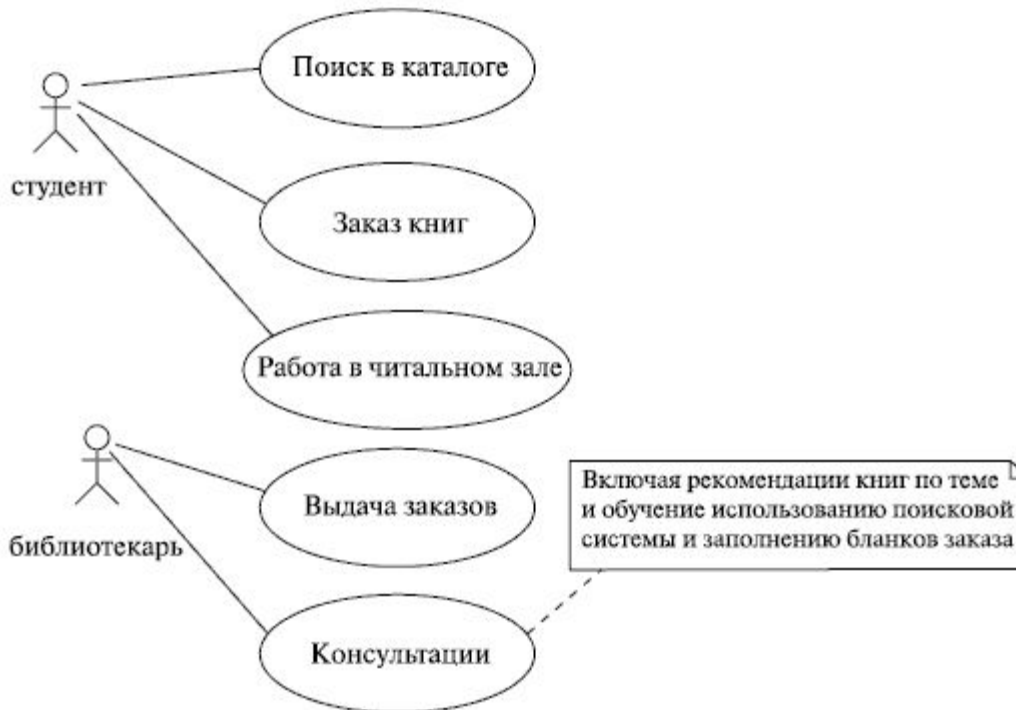 Поиск в каталоге
студент
Заказ книг
Работа в читальном зале
Выдача заказов
библиотекарь
Включая рекомендации книг по теме
и обучение использованию поисковой
системы и заполнению бланков заказа
Консультации